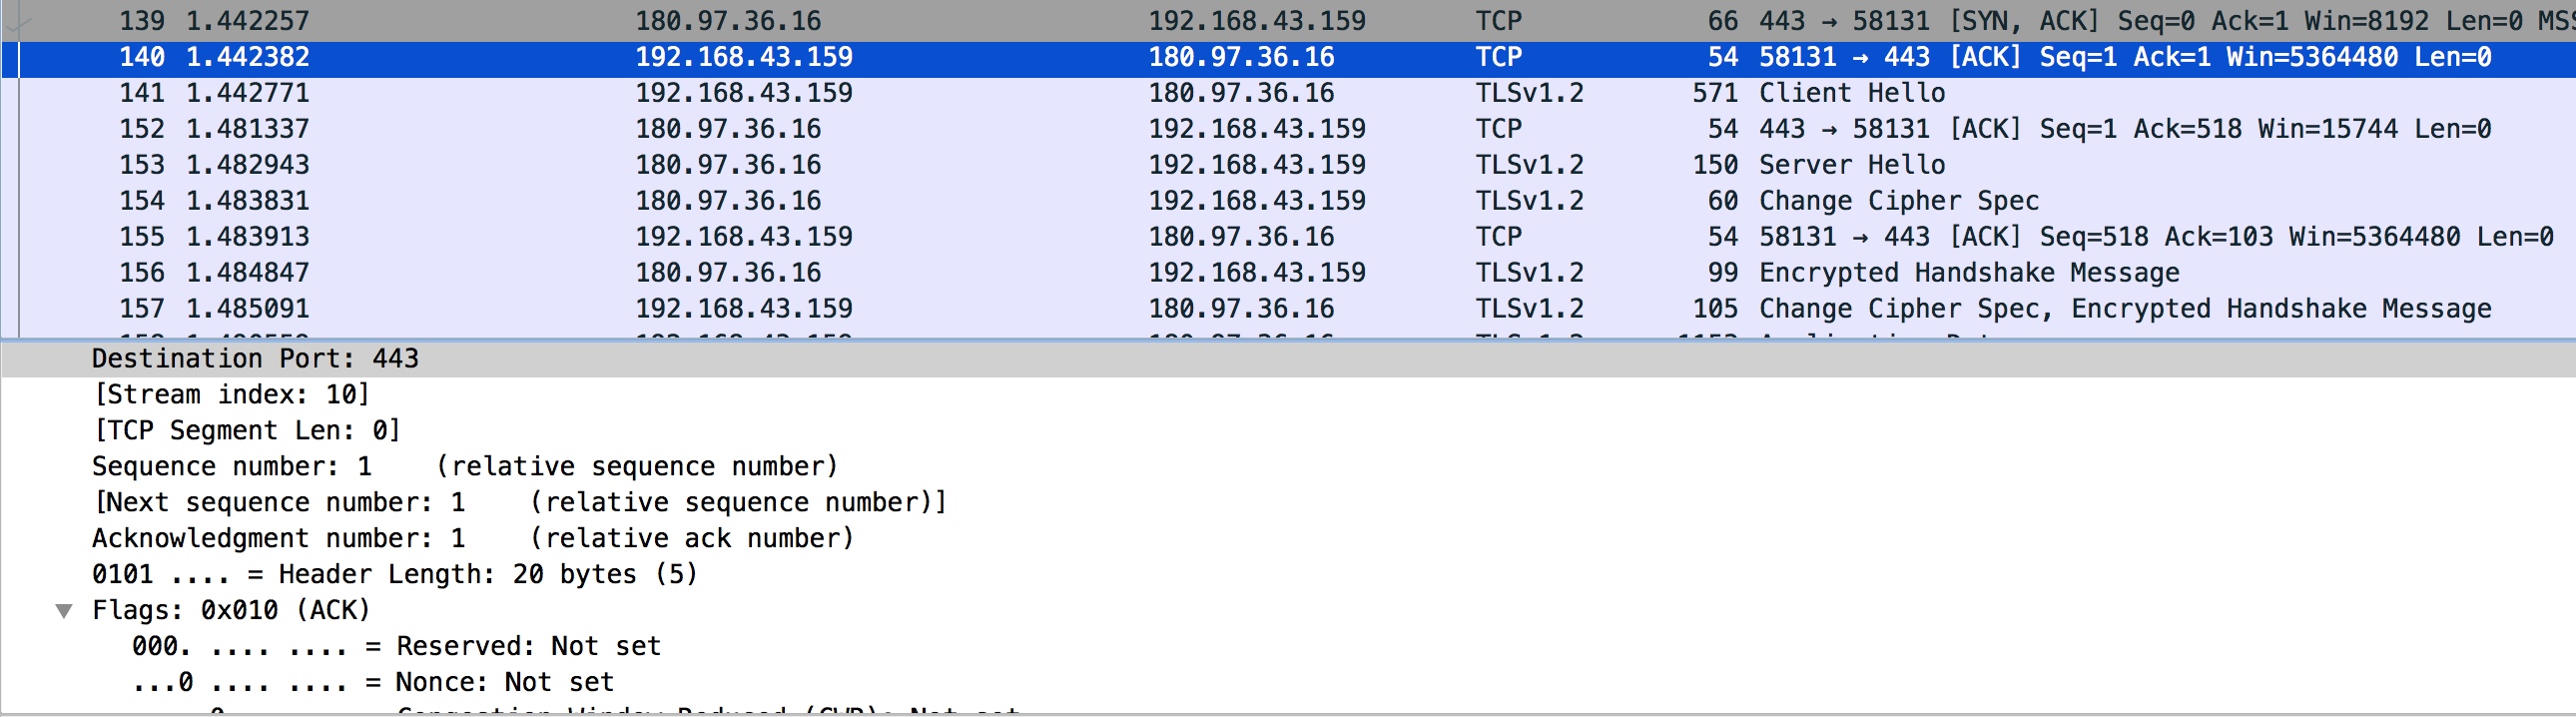 139 1.442257 180.97.36.16 192.168.43.159 TCP 66 443 → 58131 [SYN, ACK] Seq=0 Ack=1 Win=8192 Len=0 MSS
140 1.442382 192.168.43.159 180.97.36.16 TCP 54 58131 → 443 [ACK] Seq=1 Ack=1 Win=5364480 Len=0
141 1.442771 192.168.43.159 180.97.36.16 TLSv1.2 571 Client Hello
152 1.481337 180.97.36.16 192.168.43.159 TCP 54 443 → 58131 [ACK] Seq=1 Ack=518 Win=15744 Len=0
153 1.482943 180.97.36.16 192.168.43.159 TLSv1.2 150 Server Hello
154 1.483831 180.97.36.16 192.168.43.159 TLSv1.2 60 Change Cipher Spec
155 1.483913 192.168.43.159 180.97.36.16 TCP 54 58131 → 443 [ACK] Seq=518 Ack=103 Win=5364480 Len=0
156 1.484847 180.97.36.16 192.168.43.159 TLSv1.2 99 Encrypted Handshake Message
157 1.485091 192.168.43.159 180.97.36.16 TLSv1.2 105 Change Cipher Spec, Encrypted Handshake Message
Destination Port: 443
[Stream index: 10]
[TCP Segment Len: 0]
Sequence number: 1 (relative sequence number)
[Next sequence number: 1 (relative sequence number)]
Acknowledgment number: 1 (relative ack number)
0101 .... = Header Length: 20 bytes (5)
Flags: 0x010 (ACK)
000. .... .... = Reserved: Not set
...0 .... .... = Nonce: Not set